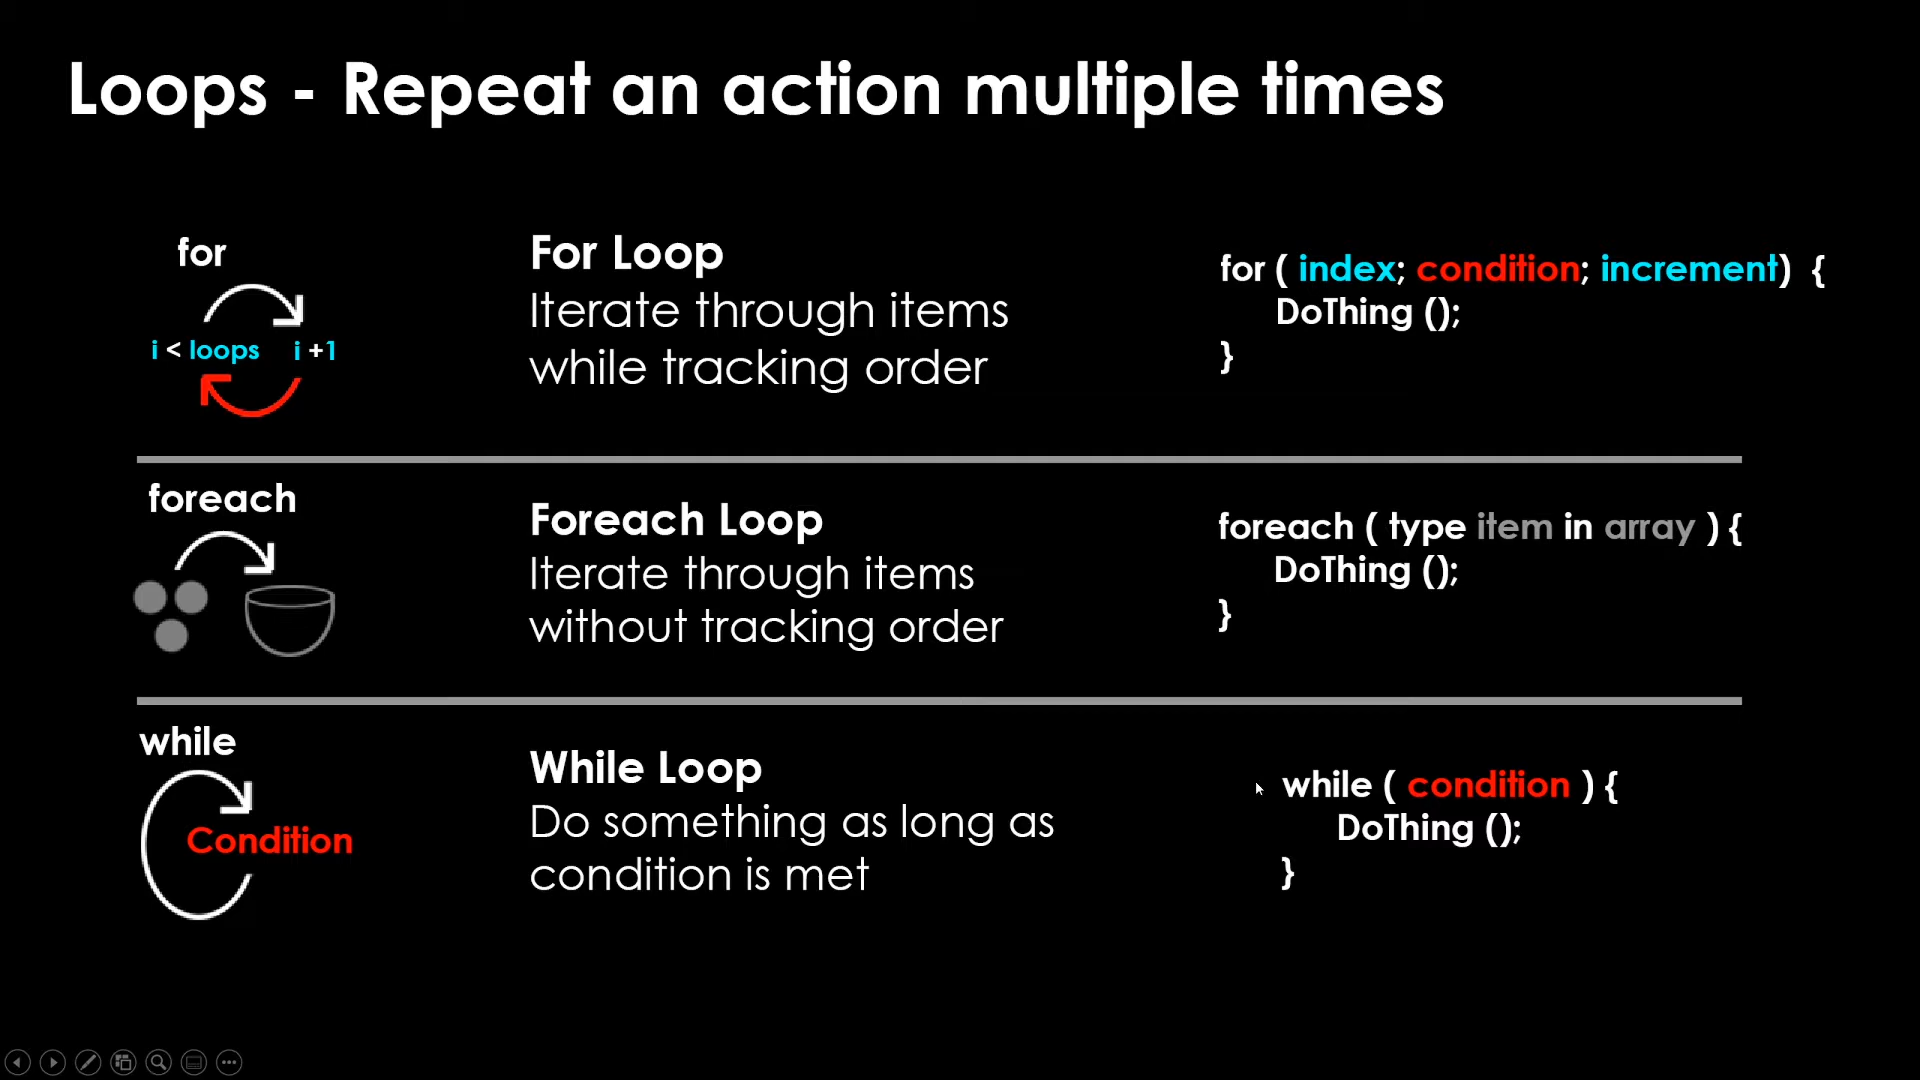 Loops - Repeat an action multiple times
for
i < loops i +1
For Loop
Iterate through items
while tracking order
for ( index; condition; increment) {
DoThing ();
}
foreach
Foreach Loop
Iterate through items
without tracking order
foreach ( type item in array ) {
DoThing ();
}
while
Condition
While Loop
Do something as long as
condition is met
while ( condition ) {
DoThing ();
}